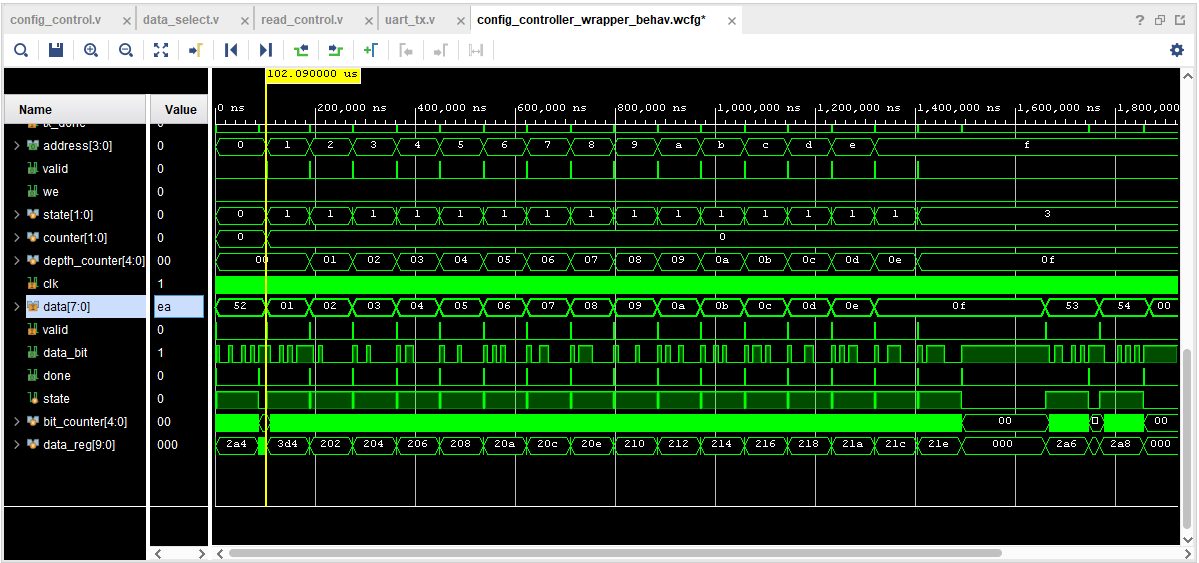 config_control.v × data_select.v × read_control.v × uart_tx.v × config_controller_wrapper_behav.wcfg* ×
?
102.090000 us
Name Value
0 ns 200,000 ns 400,000 ns 600,000 ns 800,000 ns 1,000,000 ns 1,200,000 ns 1,400,000 ns 1,600,000 ns 1,800,000
tx_done 0
address[3:0] 0 0 1 2 3 4 5 6 7 8 9 a b c d e f
valid 0
we 0
state[1:0] 0 0 1 1 1 1 1 1 1 1 1 1 1 1 1 1 1 3
counter[1:0] 0 0 0
depth_counter[4:0] 00 00 01 02 03 04 05 06 07 08 09 0a 0b 0c 0d 0e 0f
clk 1
data[7:0] ea 52 01 02 03 04 05 06 07 08 09 0a 0b 0c 0d 0e 0f 53 54 00
valid 0
data_bit 1
done 0
state 0
bit_counter[4:0] 00 00 00
data_reg[9:0] 000 2a4 3d4 202 204 206 208 20a 20c 20e 210 212 214 216 218 21a 21c 21e 000 2a6 2a8 000